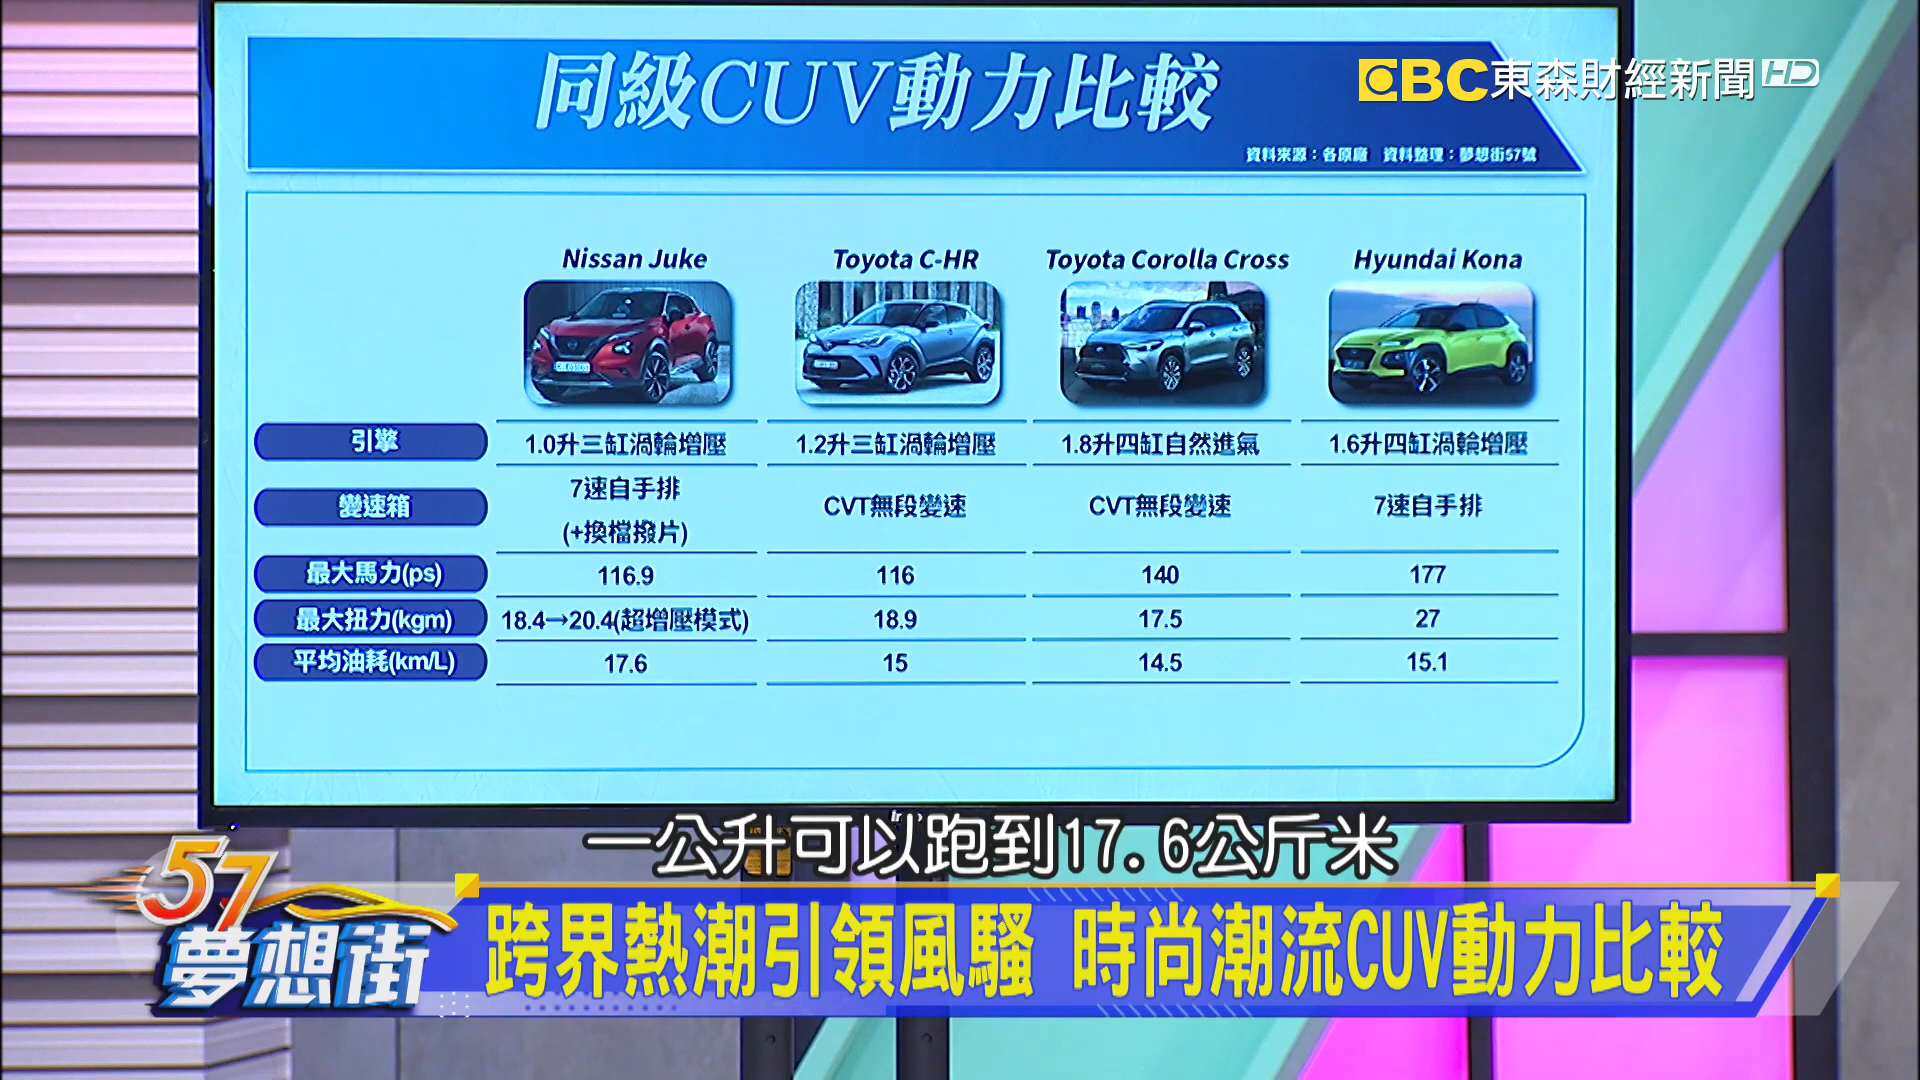 同級CUV動力比較
EBC東森財經新聞HD
資料來源：各原廠 資料整理：夢想街57號
Nissan Juke Toyota C-HR Toyota Corolla Cross Hyundai Kona
引擎 1.0升三缸渦輪增壓 1.2升三缸渦輪增壓 1.8升四缸自然進氣 1.6升四缸渦輪增壓
變速箱 7速自手排 (+換檔撥片) CVT無段變速 CVT無段變速 7速自手排
最大馬力(ps) 116.9 116 140 177
最大扭力(kgm) 18.4→20.4(超增壓模式) 18.9 17.5 27
平均油耗(km/L) 17.6 15 14.5 15.1
一公升可以跑到17.6公斤米
57夢想街
跨界熱潮引領風騷 時尚潮流CUV動力比較